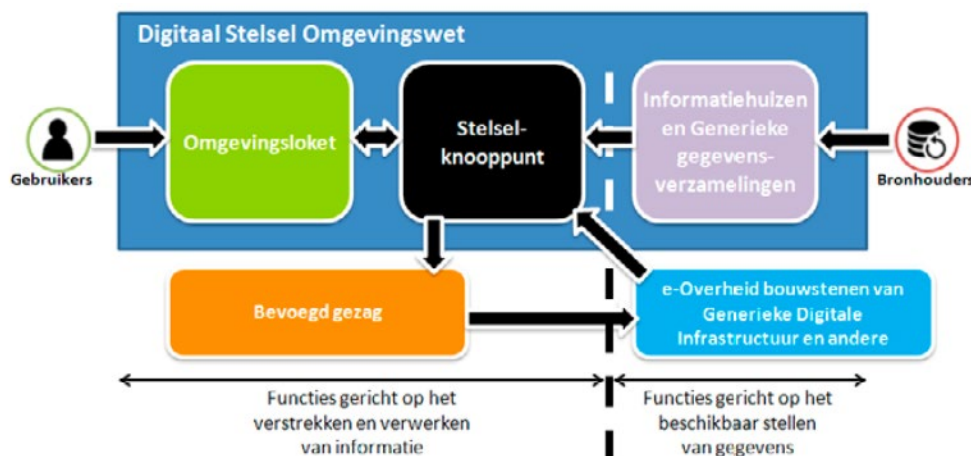 Digitaal Stelsel Omgevingswet
Gebruikers
Omgevingsloket
Stelsel-
knooppunt
Informatiehuizen
en Generieke
gegevens-
verzamelingen
Bronhouders
Bevoegd gezag
e-Overheid bouwstenen van
Generieke Digitale
Infrastructuur en andere
Functies gericht op het
verstrekken en verwerken
van informatie
Functies gericht op het
beschikbaar stellen
van gegevens